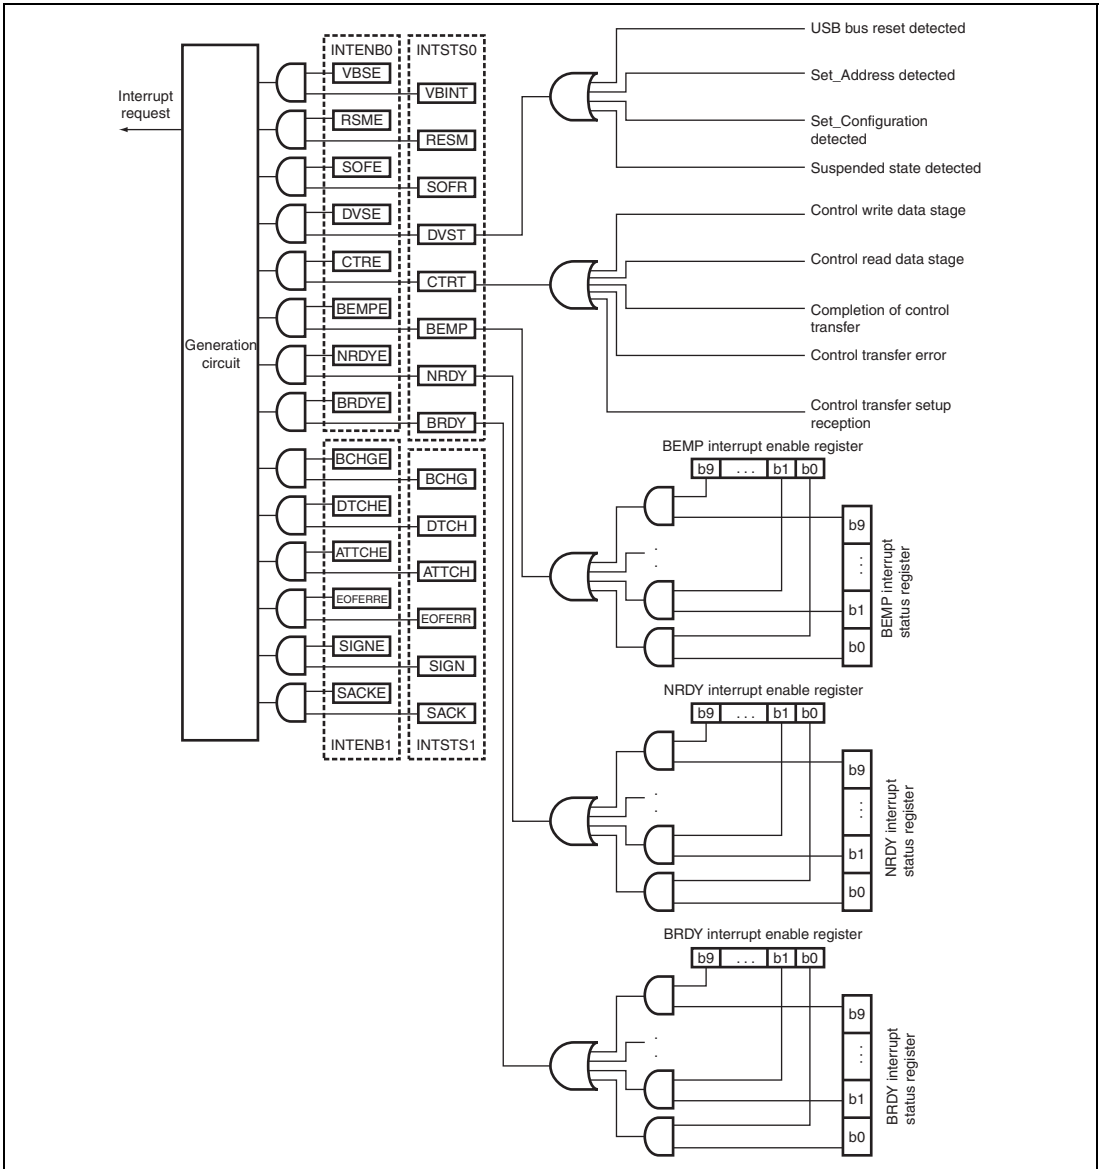 Interrupt
request
Generation
circuit
INTENB0
VBSE
RSME
SOFE
DVSE
CTRE
BEMPE
NRDYE
BRDYE
INTSTS0
VBINT
RESM
SOFR
DVST
CTRT
BEMP
NRDY
BRDY
BCHGE
DTCHE
ATTCHE
EOFERRE
SIGNE
SACKE
INTENB1
BCHG
DTCH
ATTCH
EOFERR
SIGN
SACK
INTSTS1
USB bus reset detected
Set_Address detected
Set_Configuration
detected
Suspended state detected
Control write data stage
Control read data stage
Completion of control
transfer
Control transfer error
Control transfer setup
reception
BEMP interrupt enable register
b9 . . . b1 b0
b9
. . .
b1
b0
BEMP interrupt
status register
NRDY interrupt enable register
b9 . . . b1 b0
b9
. . .
b1
b0
NRDY interrupt
status register
BRDY interrupt enable register
b9 . . . b1 b0
b9
. . .
b1
b0
BRDY interrupt
status register